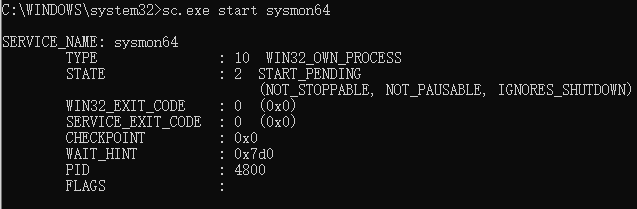 C:\WINDOWS\system32>sc.exe start sysmon64
SERVICE_NAME: sysmon64
TYPE : 10 WIN32_OWN_PROCESS
STATE : 2 START_PENDING
(NOT_STOPPABLE, NOT_PAUSABLE, IGNORES_SHUTDOWN)
WIN32_EXIT_CODE : 0 (0x0)
SERVICE_EXIT_CODE : 0 (0x0)
CHECKPOINT : 0x0
WAIT_HINT : 0x7d0
PID : 4800
FLAGS :